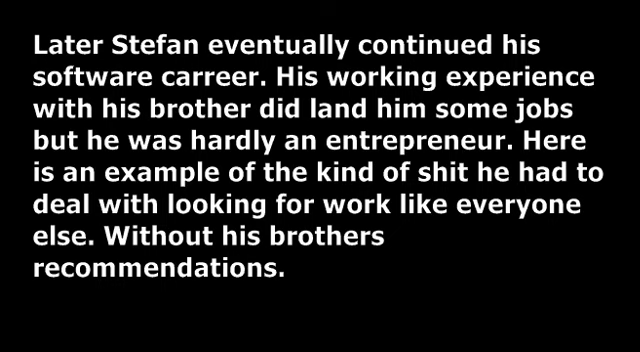 Later Stefan eventually continued his
software carreer. His working experience
with his brother did land him some jobs
but he was hardly an entrepreneur. Here
is an example of the kind of shit he had to
deal with looking for work like everyone
else. Without his brothers
recommendations.